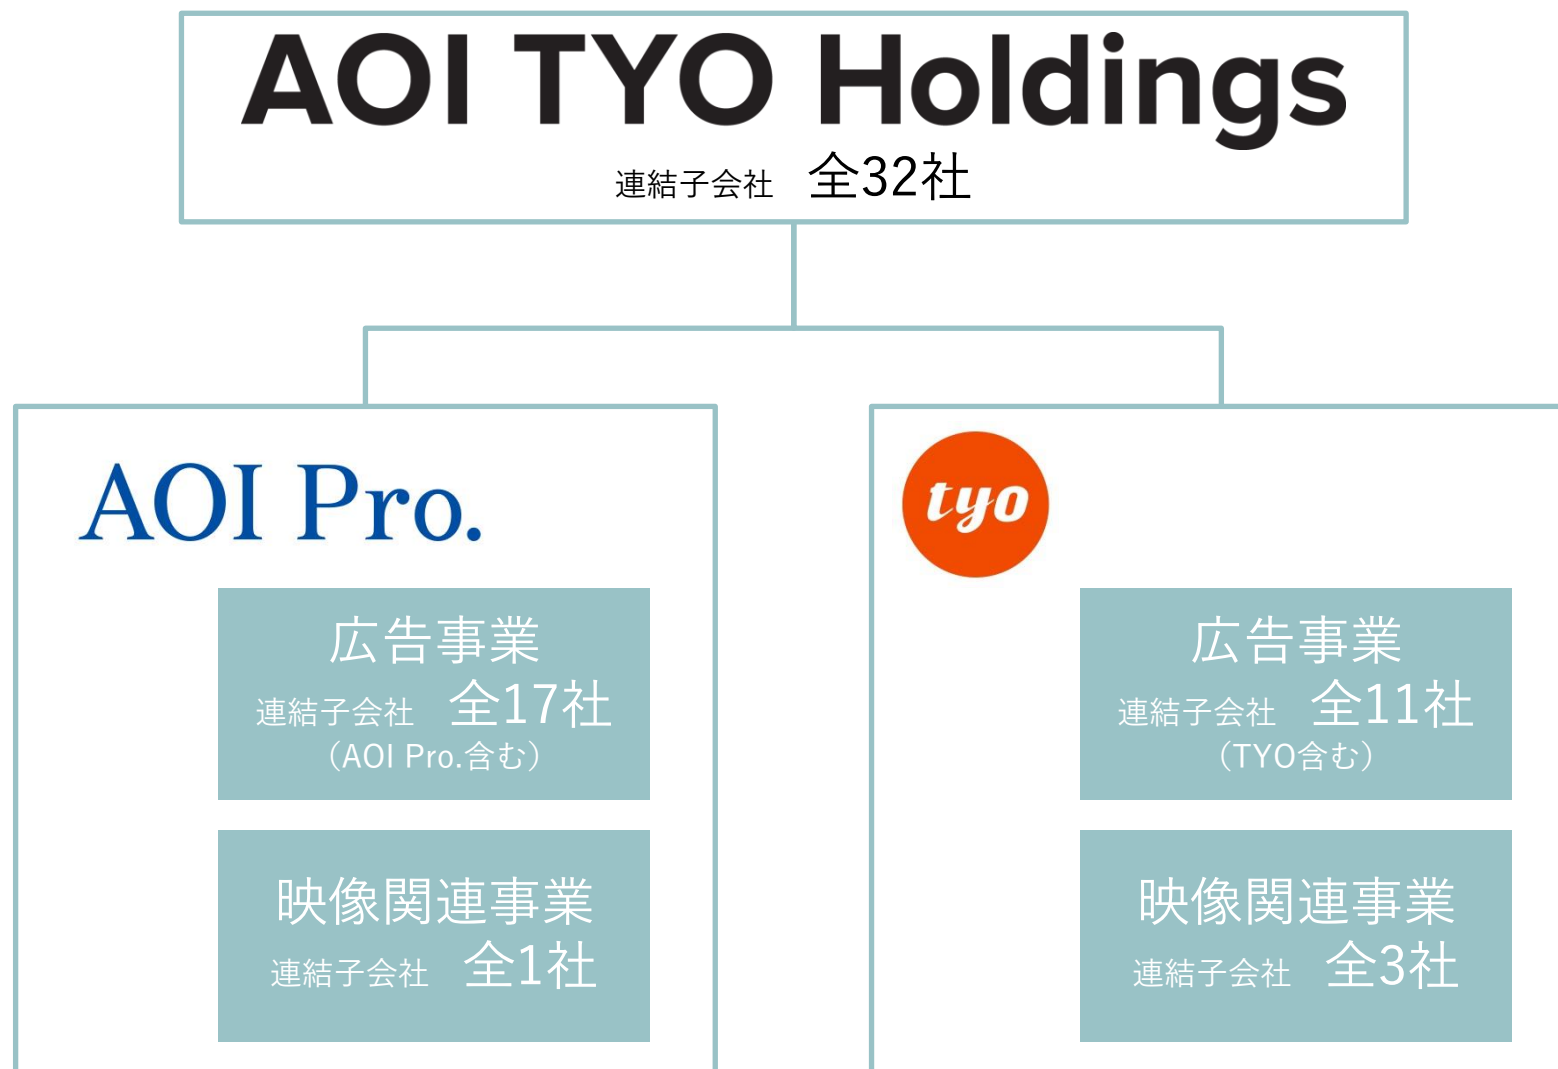 AOI TYO Holdings
連結子会社 全32社
AOI Pro.
広告事業
連結子会社 全17社
（AOI Pro.含む）
映像関連事業
連結子会社 全1社
tyo
広告事業
連結子会社 全11社
（TYO含む）
映像関連事業
連結子会社 全3社